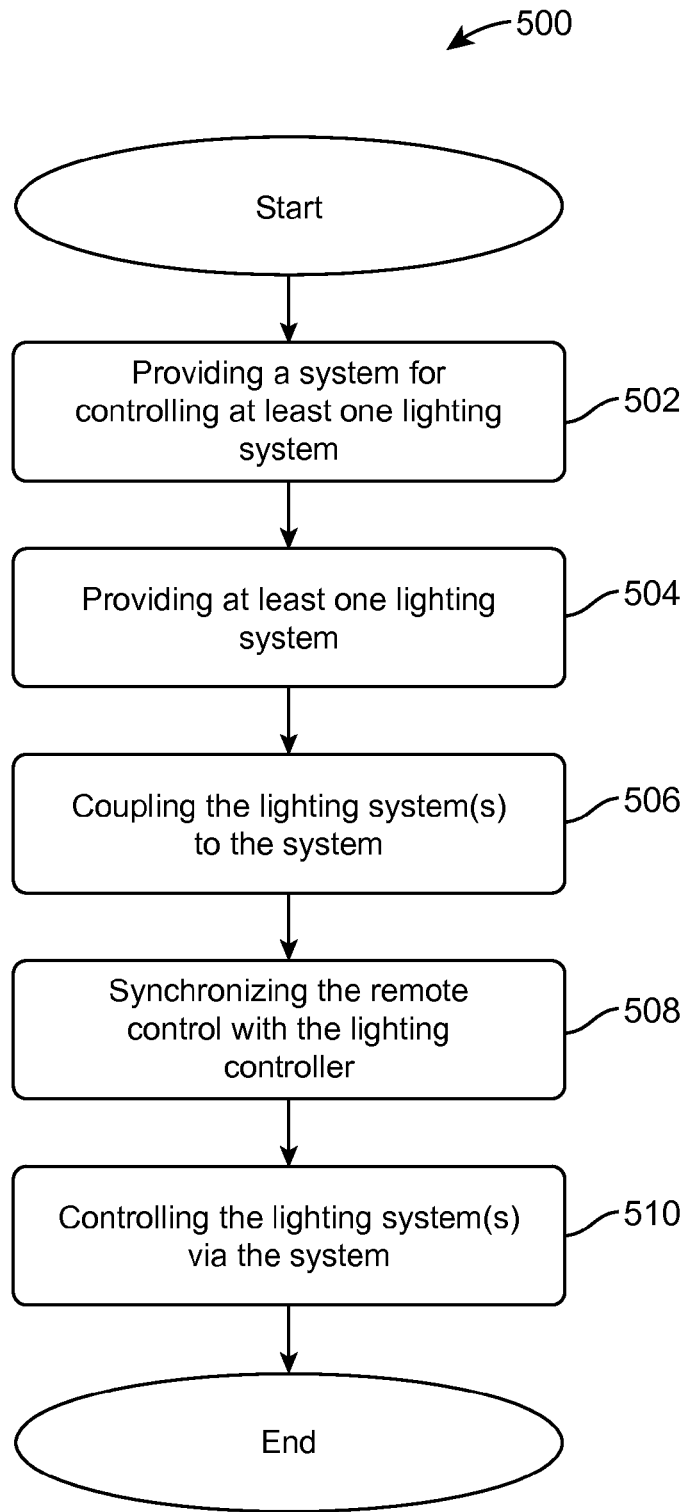 500
Start
Providing a system for
controlling at least one lighting
system
502
Providing at least one lighting
system
504
Coupling the lighting system(s)
to the system
506
Synchronizing the remote
control with the lighting
controller
508
Controlling the lighting system(s)
via the system
510
End